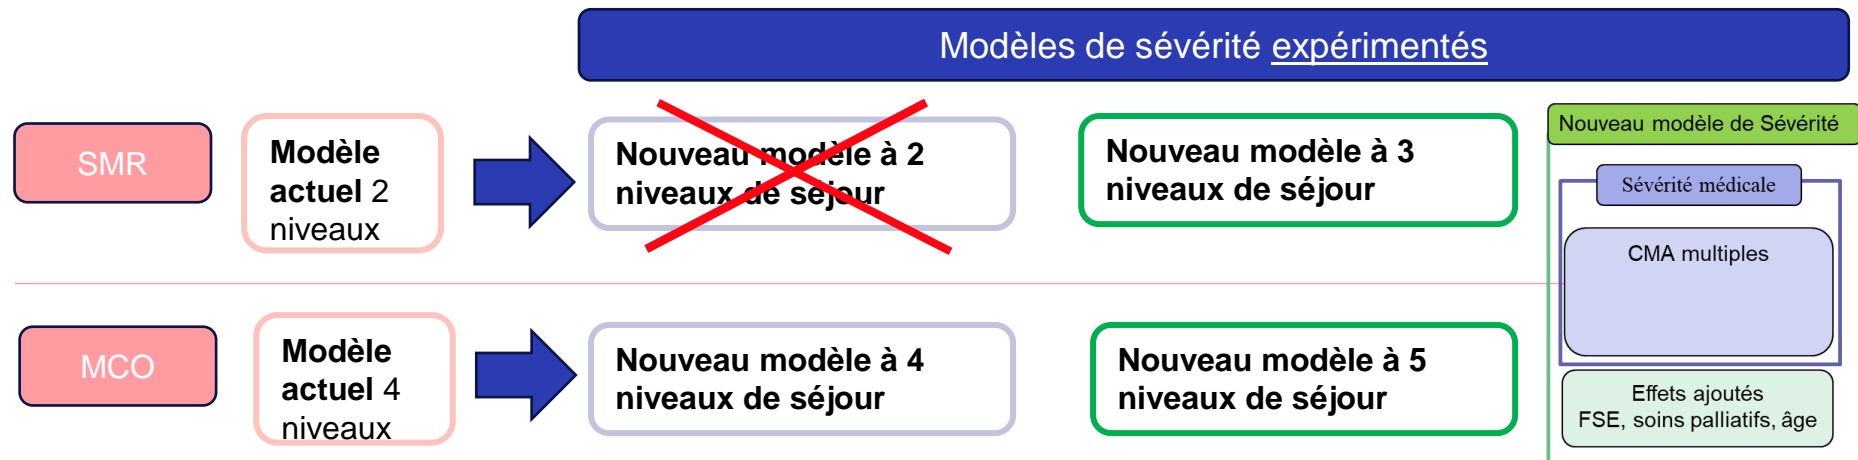 Modèles de sévérité expérimentés
SMR
Modèle
actuel 2
niveaux
Nouveau modèle à 2
niveaux de séjour
Nouveau modèle à 3
niveaux de séjour
Nouveau modèle de Sévérité
Sévérité médicale
CMA multiples
MCO
Modèle
actuel 4
niveaux
Nouveau modèle à 4
niveaux de séjour
Nouveau modèle à 5
niveaux de séjour
Effets ajoutés
FSE, soins palliatifs, âge